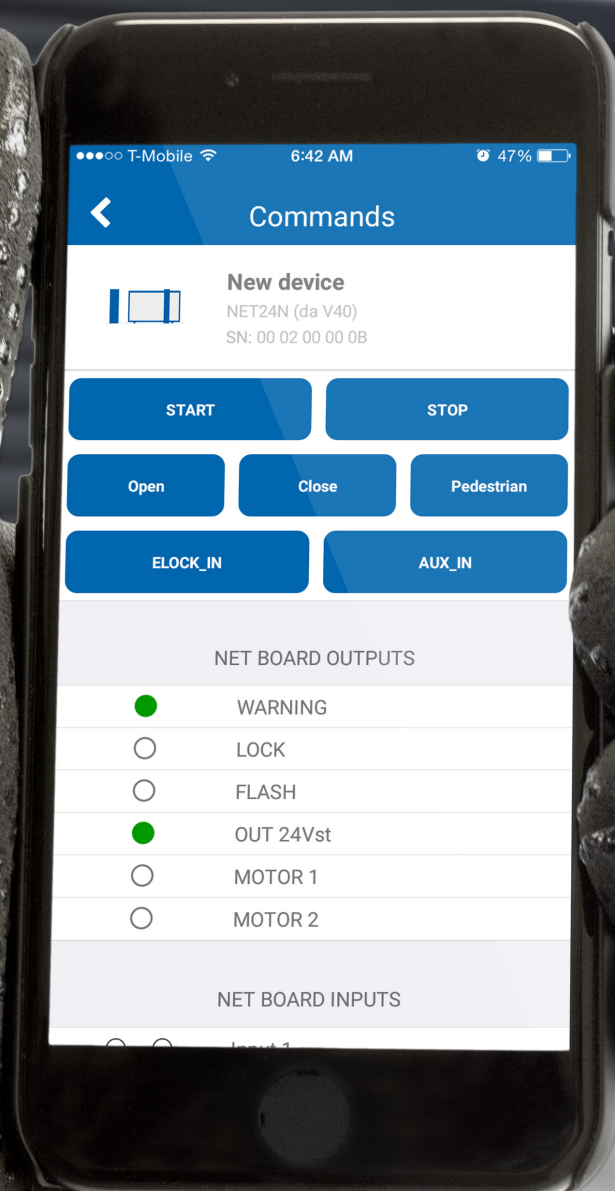 T-Mobile 6:42 AM 47%
Commands
New device
NET24N (da V40)
SN: 00 02 00 00 0B
START STOP
Open Close Pedestrian
ELOCK_IN AUX_IN
NET BOARD OUTPUTS
WARNING
LOCK
FLASH
OUT 24Vst
MOTOR 1
MOTOR 2
NET BOARD INPUTS
Input 1